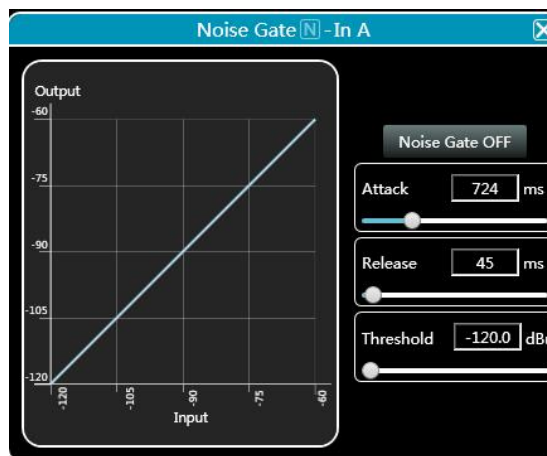 Noise Gate N -In A
Output
-60
-75
-90
-105
-120
-120
-105
-90
-75
-60
Input
Noise Gate OFF
Attack 724 ms
Release 45 ms
Threshold -120.0